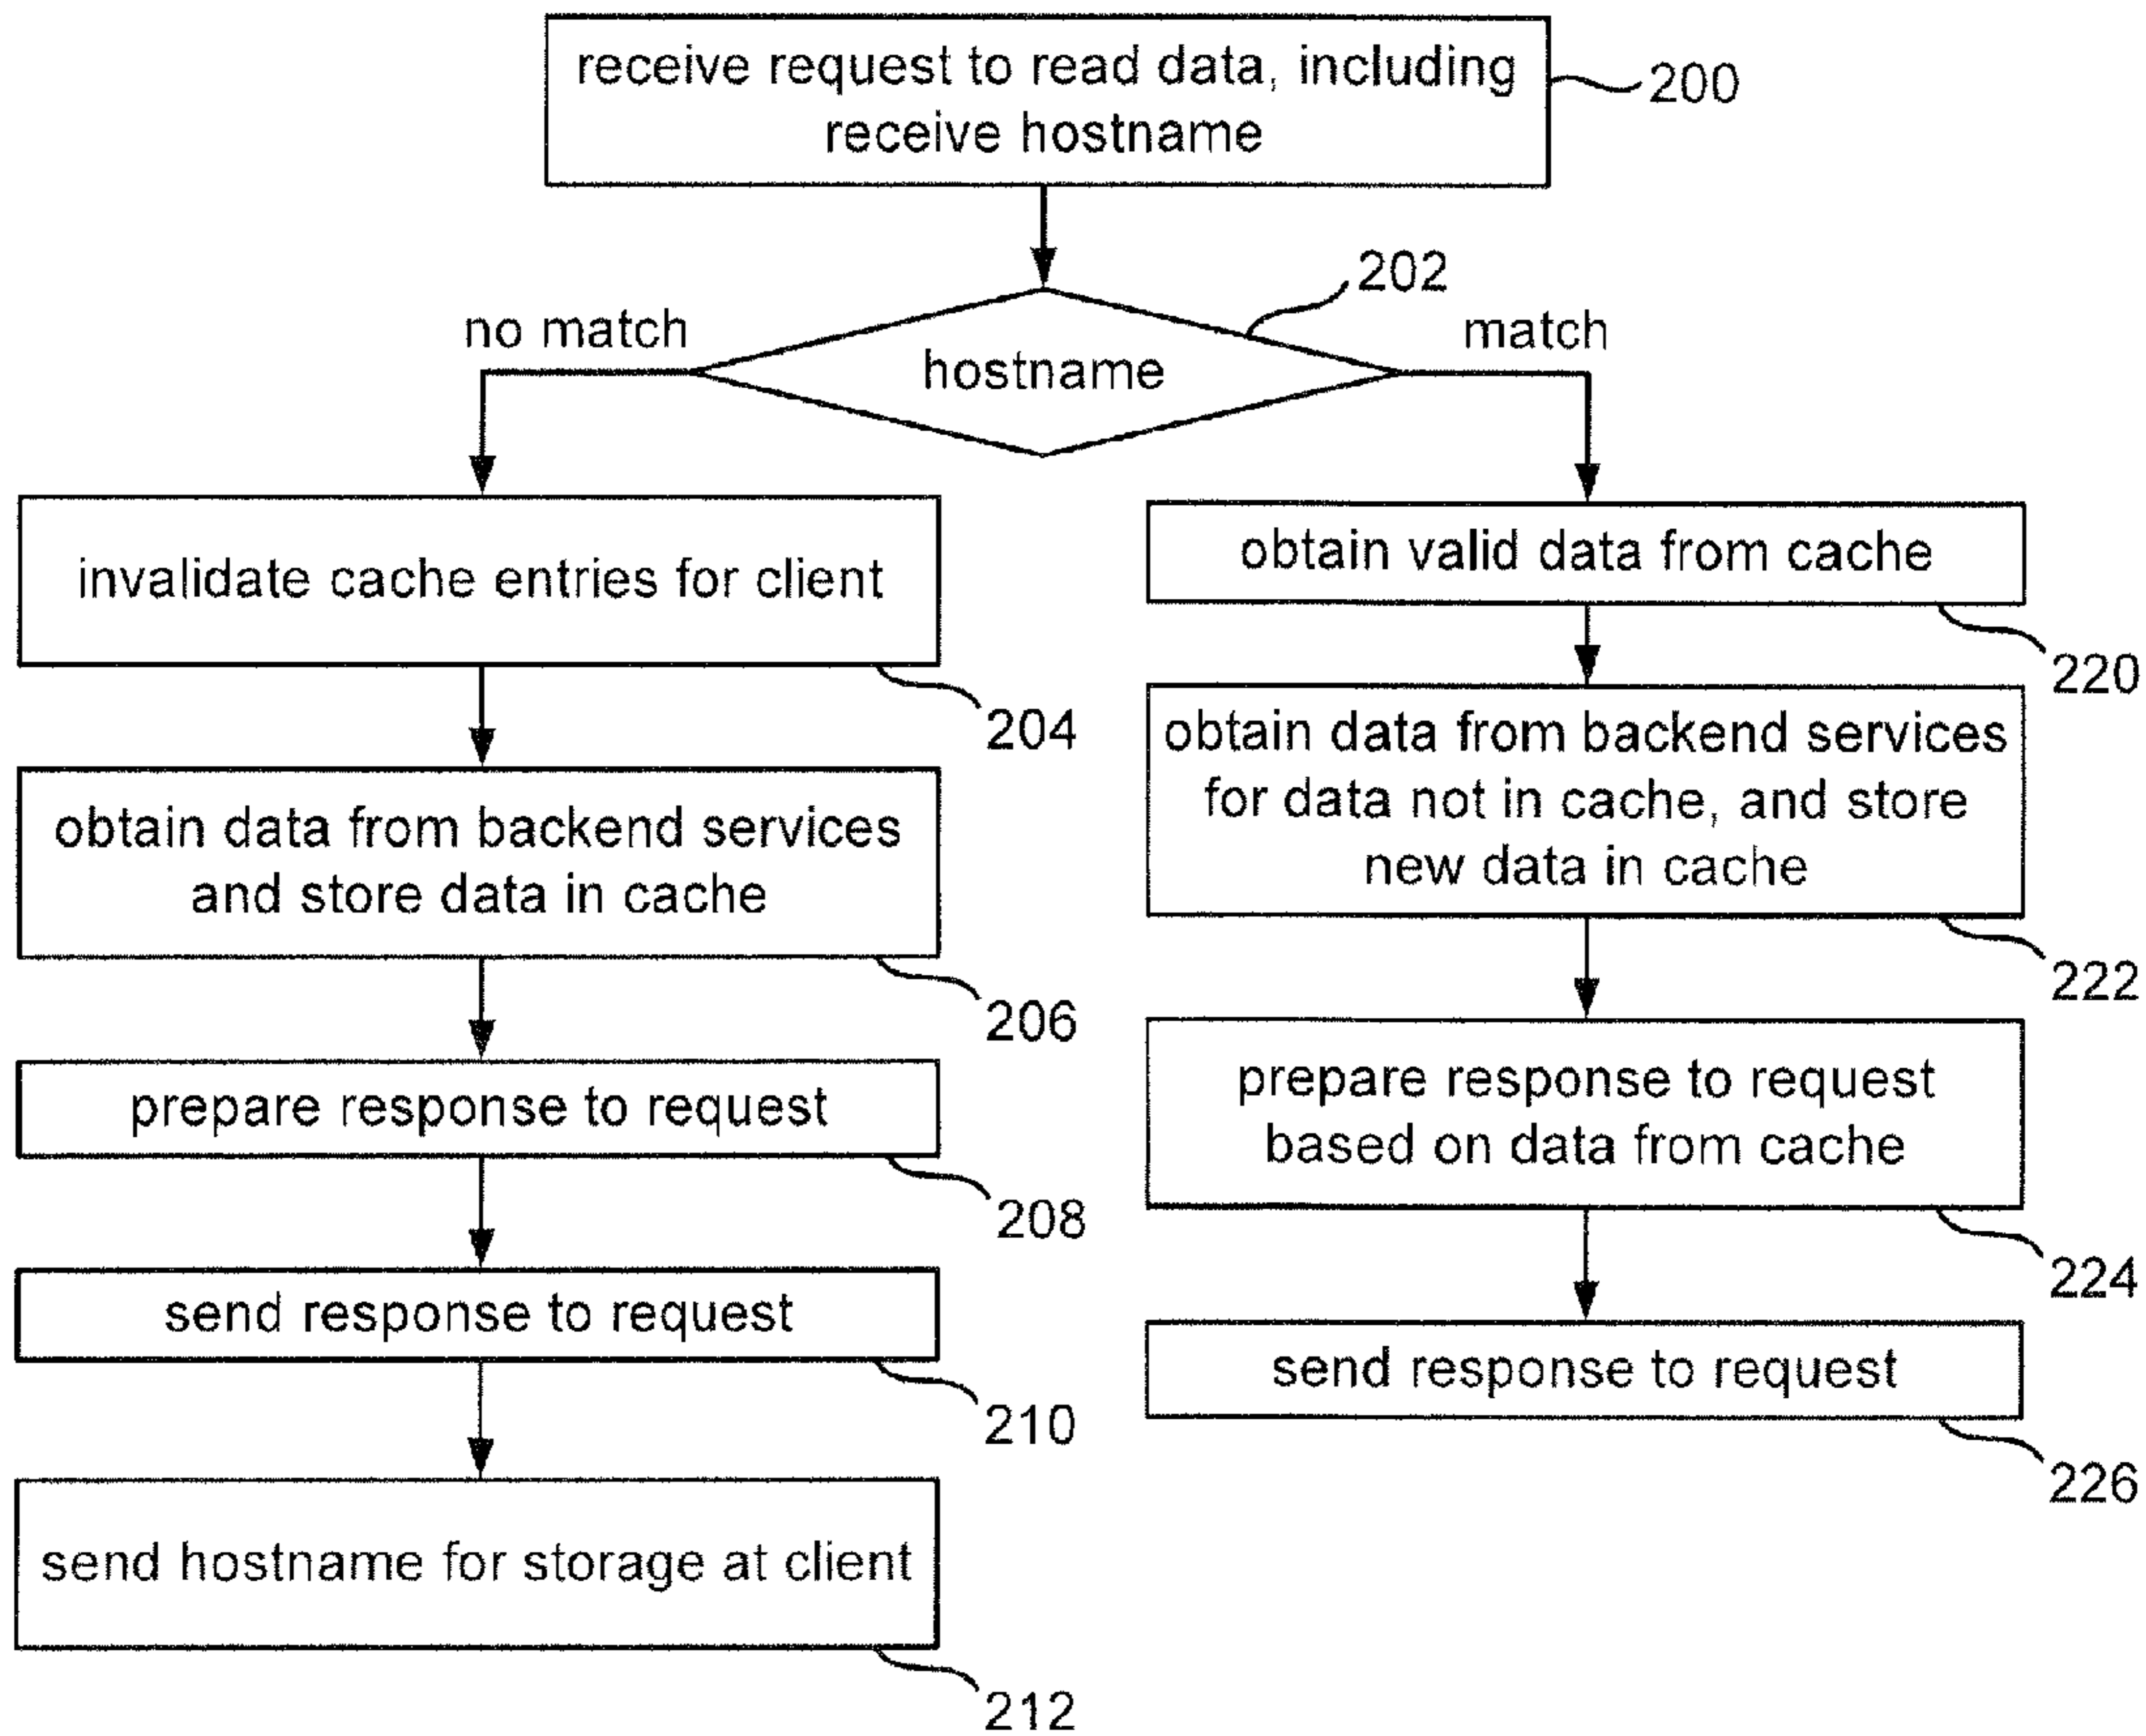 receive request to read data, including
receive hostname
200
202
no match
hostname
match
invalidate cache entries for client
204
obtain data from backend services
and store data in cache
206
prepare response to request
208
send response to request
210
send hostname for storage at client
212
obtain valid data from cache
220
obtain data from backend services
for data not in cache, and store
new data in cache
222
prepare response to request
based on data from cache
224
send response to request
226